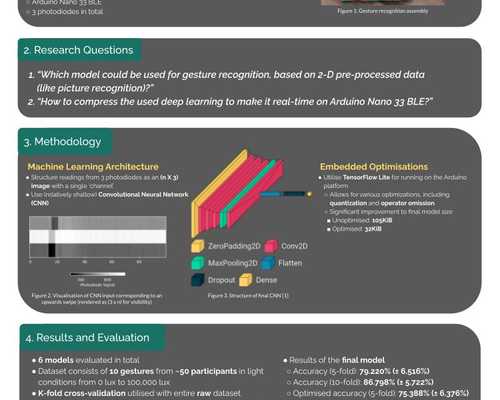 Arduino Nano 33 BLE
3 photodiodes in total
Figure 1. Gesture recognition assembly
2. Research Questions
1. “Which model could be used for gesture recognition, based on 2-D pre-processed data
(like picture recognition)?”
2. “How to compress the used deep learning to make it real-time on Arduino Nano 33 BLE?”
3. Methodology
Machine Learning Architecture
Structure readings from 3 photodiodes as an (n X 3)
image with a single 'channel'.
Use (relatively shallow) Convolutional Neural Network
(CNN)
0 20 40 60 80
Photodiode Signal
Figure 2. Visualisation of CNN input corresponding to an
upwards swipe (rendered as (3 x n) for visibility)
ZeroPadding2D Conv2D
MaxPooling2D Flatten
Dropout Dense
Figure 3. Structure of final CNN [1]
Embedded Optimisations
Utilise TensorFlow Lite for running on the Arduino
platform
Allows for various optimizations, including
quantization and operator omission
Significant improvement to final model size
Unoptimised: 105KiB
Optimised: 32KiB
4. Results and Evaluation
6 models evaluated in total
Dataset consists of 10 gestures from ~50 participants in light
conditions from 0 lux to 100,000 lux
K-fold cross-validation utilised with entire raw dataset
Results of the final model
Accuracy (5-fold): 79.220% (± 6.516%)
Accuracy (10-fold): 86.798% (± 5.722%)
Optimised accuracy (5-fold): 75.388% (± 6.376%)